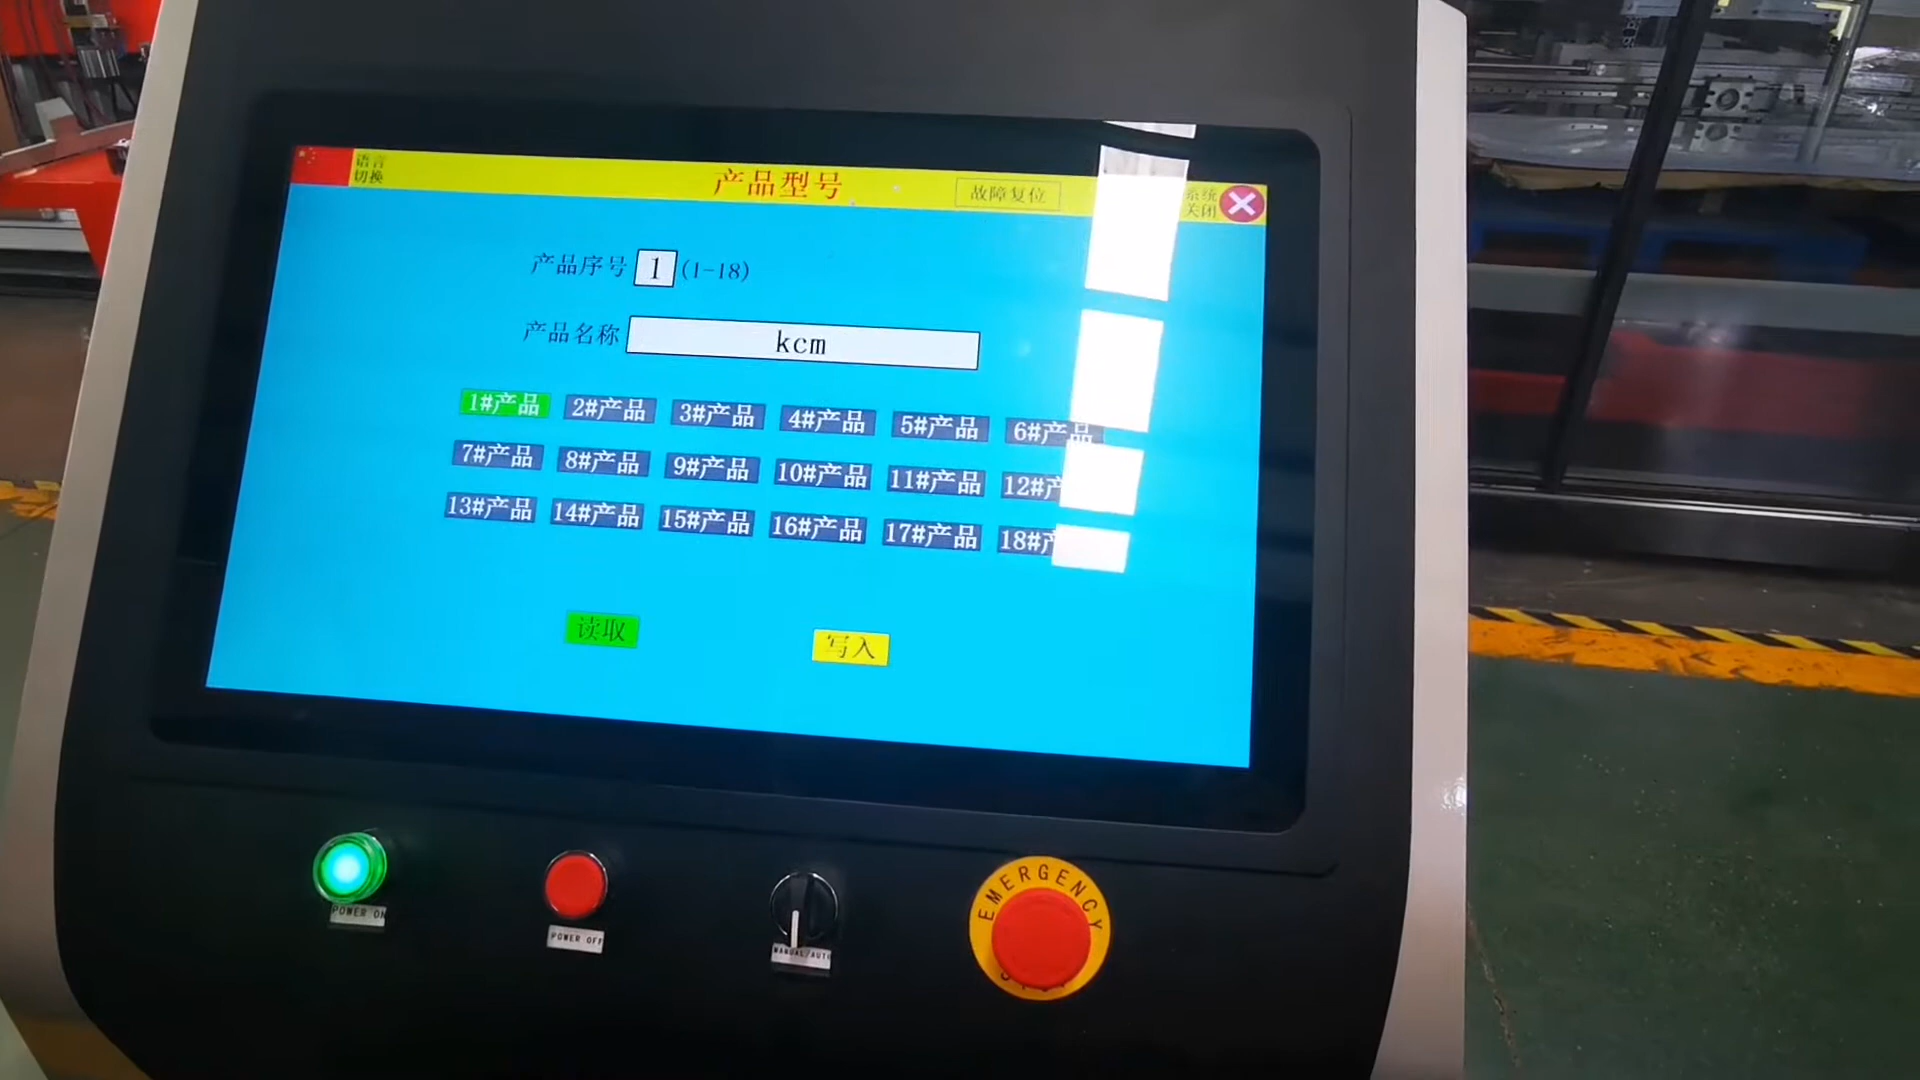 语言
切换
产品型号
故障复位
系统
关闭
产品序号 1 (1-18)
产品名称 kcm
1#产品 2#产品 3#产品 4#产品 5#产品 6#产品
7#产品 8#产品 9#产品 10#产品 11#产品 12#产
13#产品 14#产品 15#产品 16#产品 17#产品 18#产
读取 写入
POWER ON
POWER OFF
MANUAL/AUTO
EMERGENCY